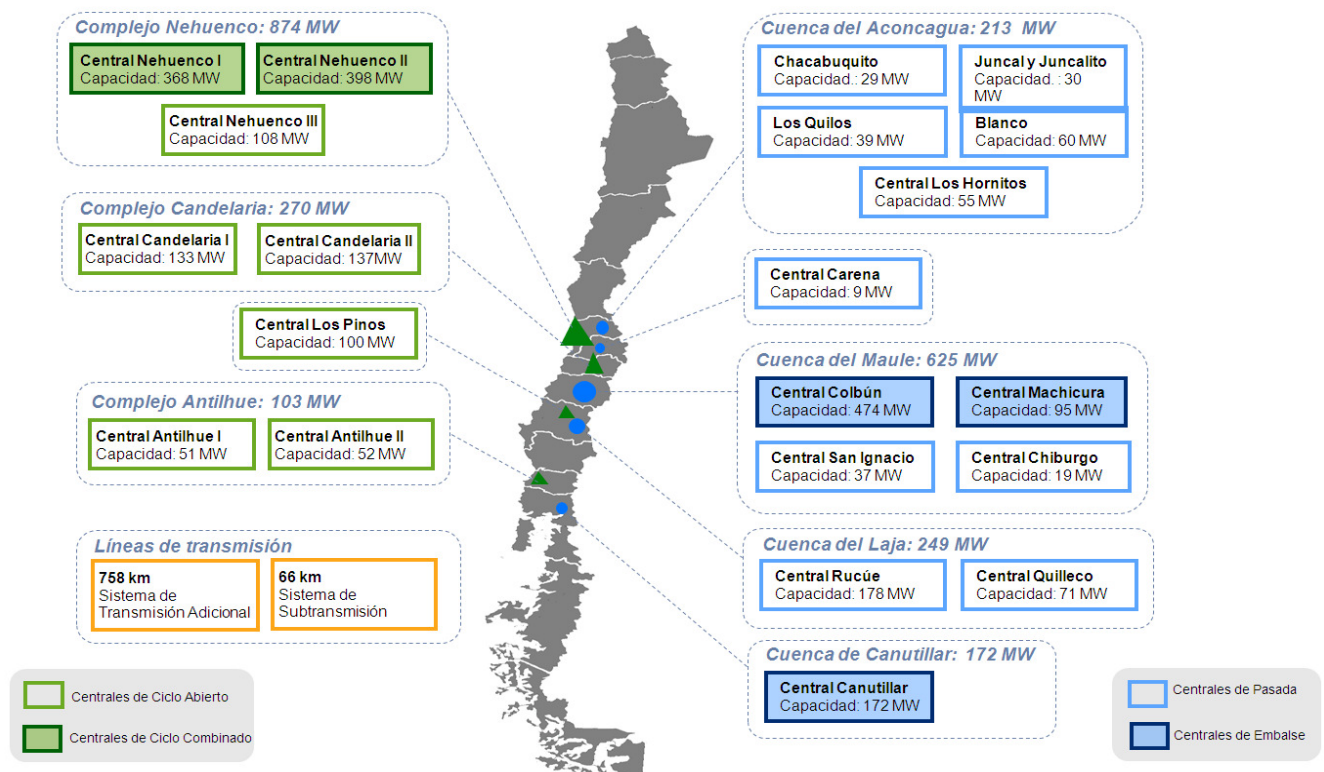 Complejo Nehuenco: 874 MW
Central Nehuenco I
Capacidad: 368 MW
Central Nehuenco II
Capacidad: 398 MW
Central Nehuenco III
Capacidad: 108 MW
Complejo Candelaria: 270 MW
Central Candelaria I
Capacidad: 133 MW
Central Candelaria II
Capacidad: 137MW
Central Los Pinos
Capacidad: 100 MW
Complejo Antilhue: 103 MW
Central Antilhue I
Capacidad: 51 MW
Central Antilhue II
Capacidad: 52 MW
Líneas de transmisión
758 km
Sistema de
Transmisión Adicional
66 km
Sistema de
Subtransmisión
Centrales de Ciclo Abierto
Centrales de Ciclo Combinado
Cuenca del Aconcagua: 213 MW
Chacabuquito
Capacidad.: 29 MW
Juncal y Juncalito
Capacidad. : 30
MW
Los Quilos
Capacidad: 39 MW
Blanco
Capacidad: 60 MW
Central Los Hornitos
Capacidad: 55 MW
Central Carena
Capacidad: 9 MW
Cuenca del Maule: 625 MW
Central Colbún
Capacidad: 474 MW
Central Machicura
Capacidad: 95 MW
Central San Ignacio
Capacidad: 37 MW
Central Chiburgo
Capacidad: 19 MW
Cuenca del Laja: 249 MW
Central Rucúe
Capacidad: 178 MW
Central Quilleco
Capacidad: 71 MW
Cuenca de Canutillar: 172 MW
Central Canutillar
Capacidad: 172 MW
Centrales de Pasada
Centrales de Embalse